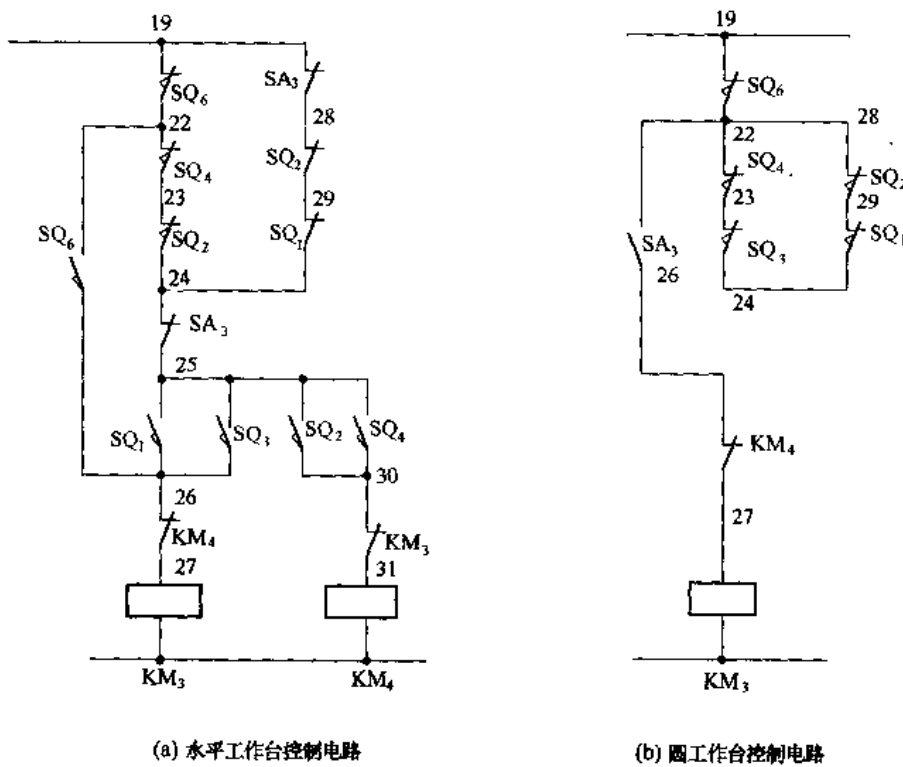 19
SQ₆
SA₃
22
28
SQ₄
SQ₂
23
29
SQ₆
SQ₂
SQ₁
24
SA₃
25
SQ₁
SQ₃
SQ₂
SQ₄
26
30
KM₄
KM₃
27
31
KM₃
KM₄
(a) 水平工作台控制电路
19
SQ₆
22
28
SQ₄
SQ₂
23
29
SA₃
SQ₃
SQ₁
26
24
KM₄
27
KM₃
(b) 圆工作台控制电路